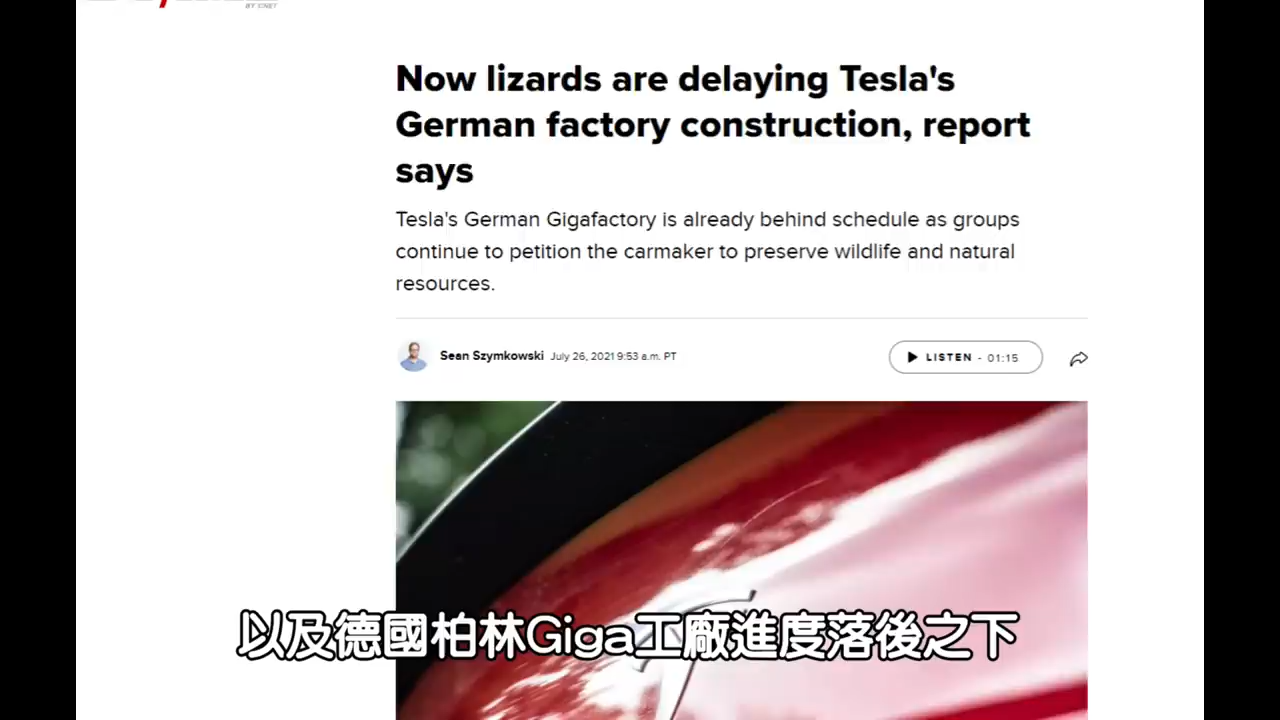 BY CNET
Now lizards are delaying Tesla's
German factory construction, report
says
Tesla's German Gigafactory is already behind schedule as groups
continue to petition the carmaker to preserve wildlife and natural
resources.
Sean Szymkowski July 26, 2021 9:53 a.m. PT
LISTEN - 01:15
以及德國柏林Giga工廠進度落後之下